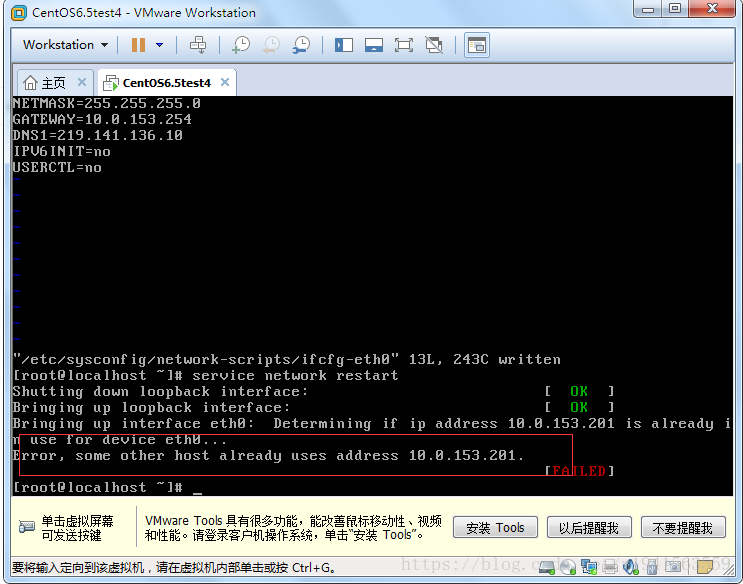 CentOS6.5test4 - VMware Workstation
Workstation
主页
CentOS6.5test4
NETMASK=255.255.255.0
GATEWAY=10.0.153.254
DNS1=219.141.136.10
IPV6INIT=no
USERCTL=no
~
~
~
~
~
~
~
~
~
~
~
"/etc/sysconfig/network-scripts/ifcfg-eth0" 13L, 243C written
[root@localhost ~]# service network restart
Shutting down loopback interface: [ OK ]
Bringing up loopback interface: [ OK ]
Bringing up interface eth0: Determining if ip address 10.0.153.201 is already i
n use for device eth0...
Error, some other host already uses address 10.0.153.201.
[FAILED]
[root@localhost ~]# _
单击虚拟屏幕
可发送按键
VMware Tools 具有很多功能，能改善鼠标移动性、视频
和性能。请登录客户机操作系统，单击“安装 Tools”。
安装 Tools
以后提醒我
不要提醒我
要将输入定向到该虚拟机，请在虚拟机内部单击或按 Ctrl+G。